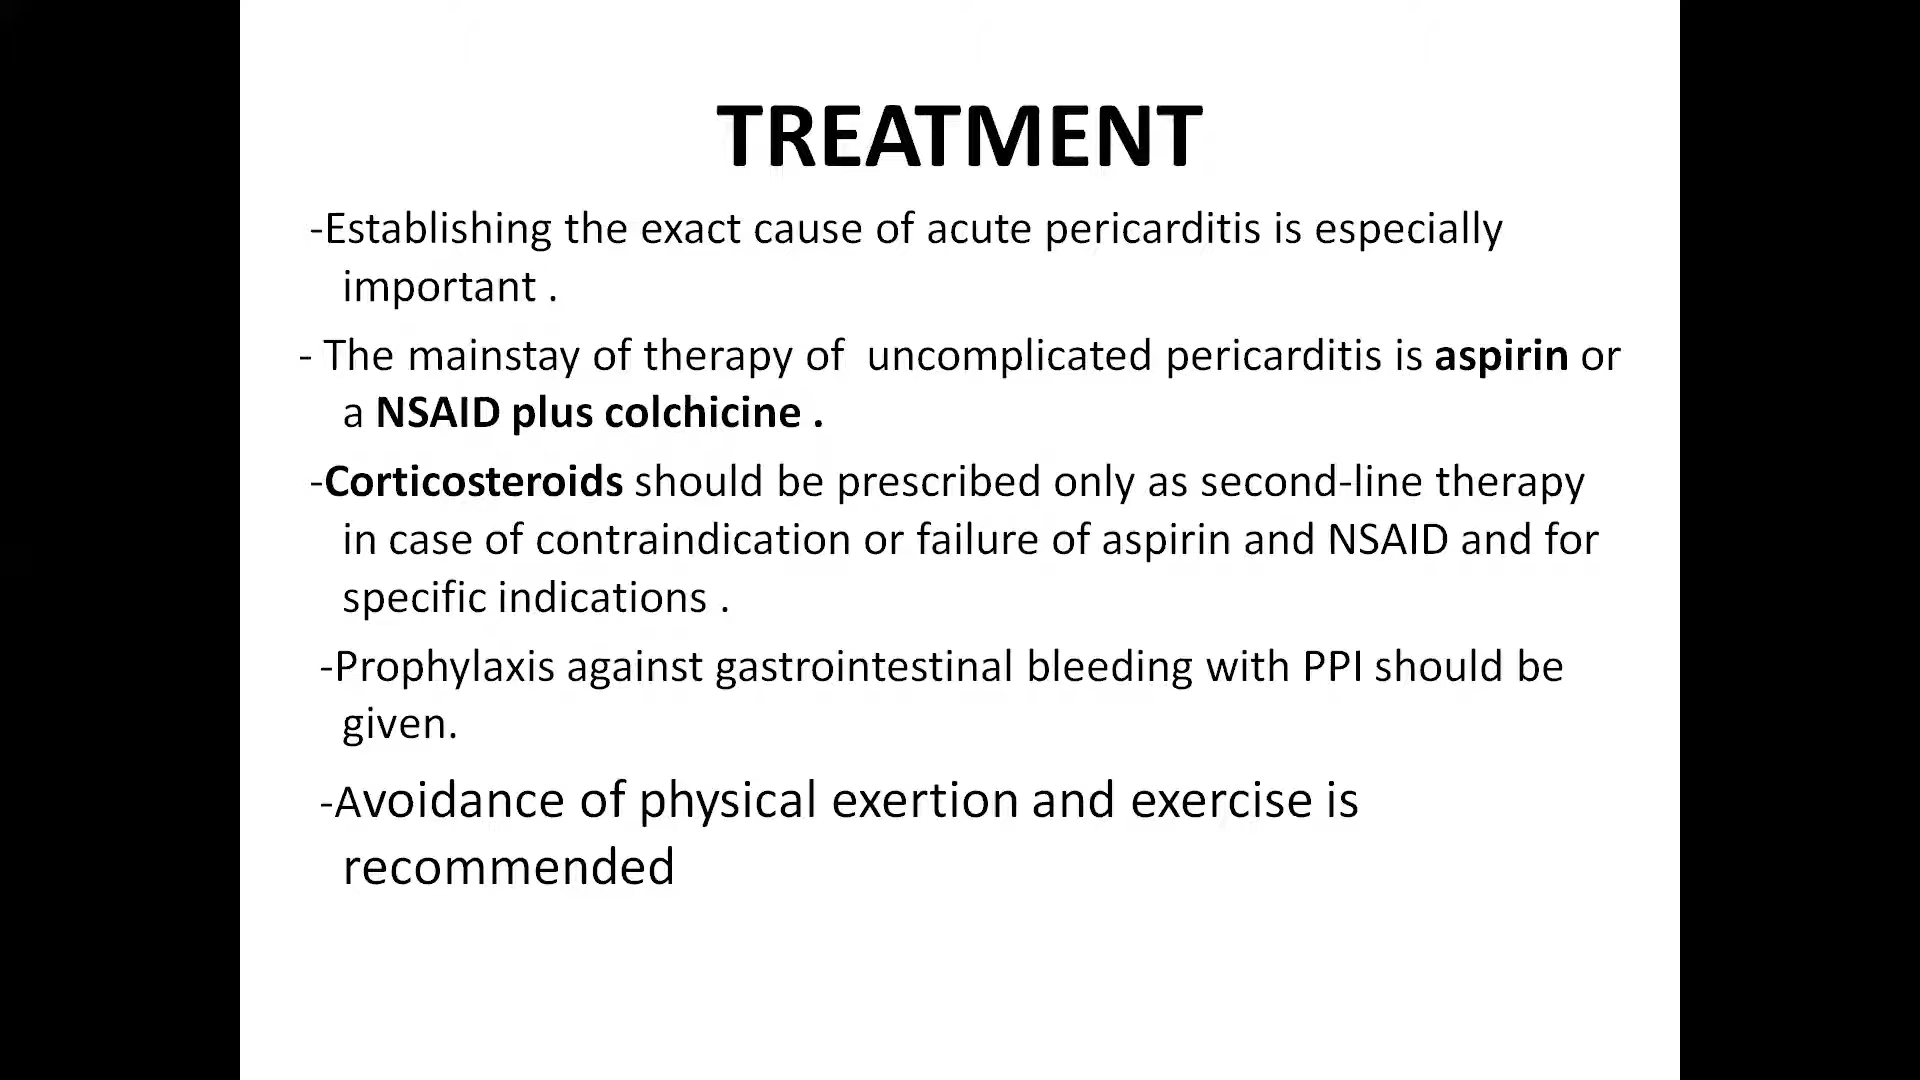 TREATMENT
-Establishing the exact cause of acute pericarditis is especially
important .
- The mainstay of therapy of  uncomplicated pericarditis is aspirin or
a NSAID plus colchicine .
-Corticosteroids should be prescribed only as second-line therapy
in case of contraindication or failure of aspirin and NSAID and for
specific indications .
-Prophylaxis against gastrointestinal bleeding with PPI should be
given.
-Avoidance of physical exertion and exercise is
recommended